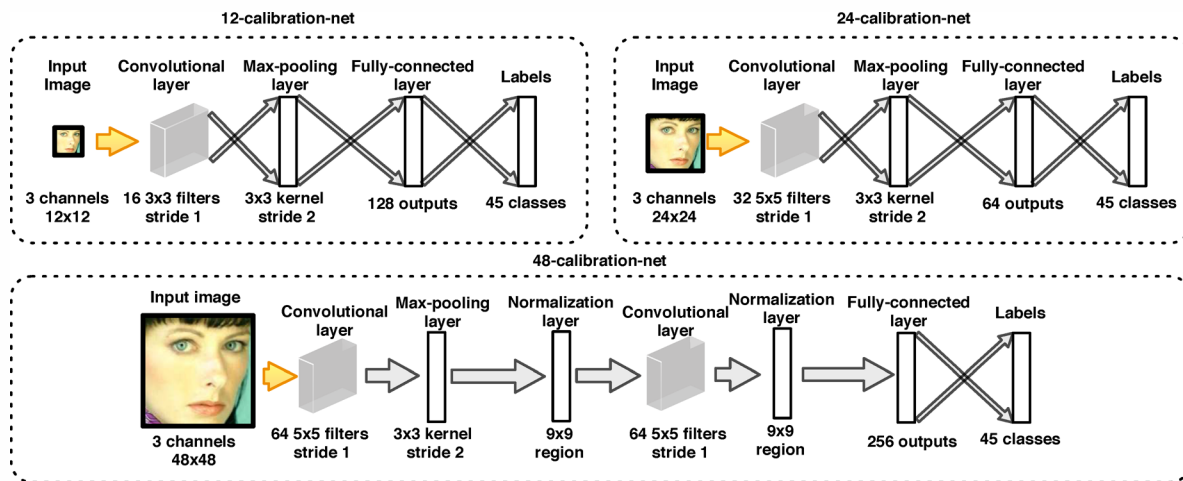 12-calibration-net
Input Image
Convolutional layer
Max-pooling layer
Fully-connected layer
Labels
3 channels 12x12
16 3x3 filters stride 1
3x3 kernel stride 2
128 outputs
45 classes
24-calibration-net
Input Image
Convolutional layer
Max-pooling layer
Fully-connected layer
Labels
3 channels 24x24
32 5x5 filters stride 1
3x3 kernel stride 2
64 outputs
45 classes
48-calibration-net
Input image
Convolutional layer
Max-pooling layer
Normalization layer
Convolutional layer
Normalization layer
Fully-connected layer
Labels
3 channels 48x48
64 5x5 filters stride 1
3x3 kernel stride 2
9x9 region
64 5x5 filters stride 1
9x9 region
256 outputs
45 classes